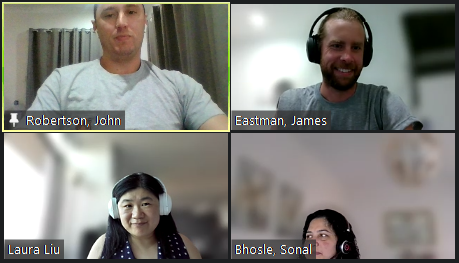 Robertson, John
Eastman, James
Laura Liu
Bhosle, Sonal